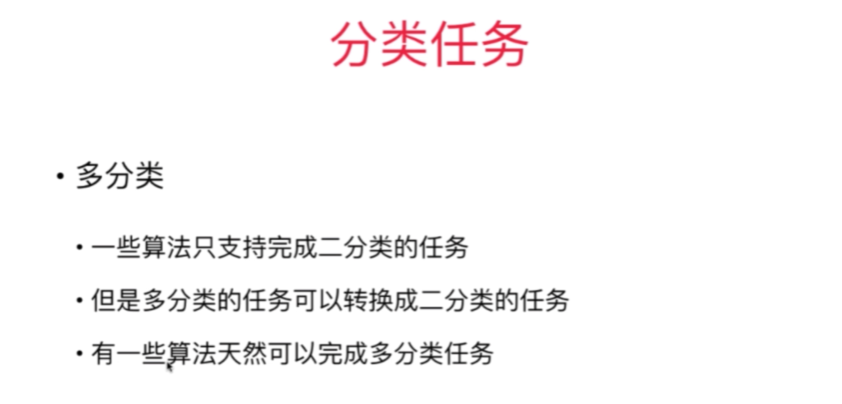 分类任务
• 多分类
• 一些算法只支持完成二分类的任务
• 但是多分类的任务可以转换成二分类的任务
• 有一些算法天然可以完成多分类任务